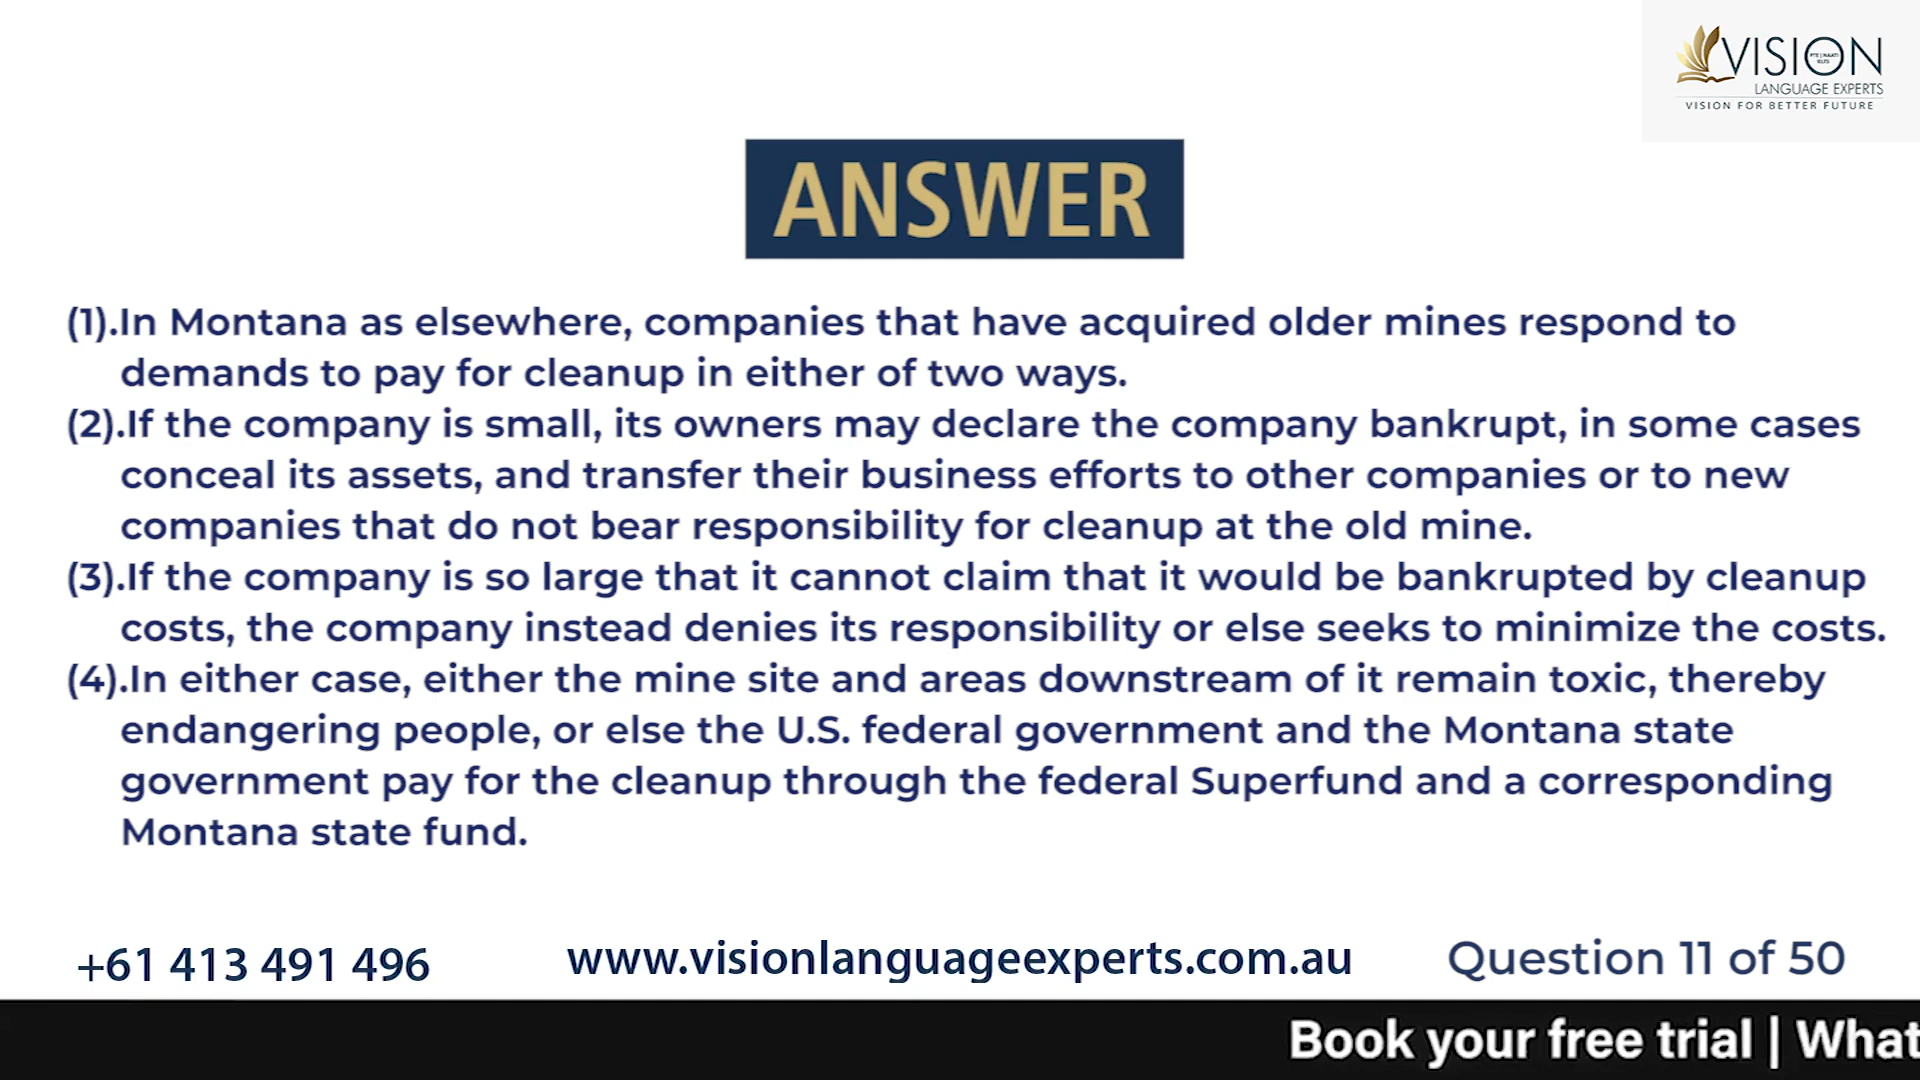 VISION
LANGUAGE EXPERTS
VISION FOR BETTER FUTURE
ANSWER
(1).In Montana as elsewhere, companies that have acquired older mines respond to
demands to pay for cleanup in either of two ways.
(2).If the company is small, its owners may declare the company bankrupt, in some cases
conceal its assets, and transfer their business efforts to other companies or to new
companies that do not bear responsibility for cleanup at the old mine.
(3).If the company is so large that it cannot claim that it would be bankrupted by cleanup
costs, the company instead denies its responsibility or else seeks to minimize the costs.
(4).In either case, either the mine site and areas downstream of it remain toxic, thereby
endangering people, or else the U.S. federal government and the Montana state
government pay for the cleanup through the federal Superfund and a corresponding
Montana state fund.
+61 413 491 496
www.visionlanguageexperts.com.au
Question 11 of 50
Book your free trial | What